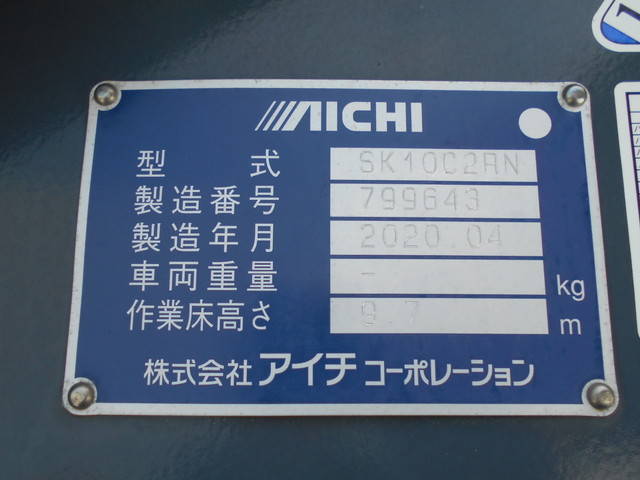 AICHI
型式 SK10C2RN
製造番号 799643
製造年月 2020.04
車両重量 - kg
作業床高さ 9.7 m
株式会社アイチコーポレーション